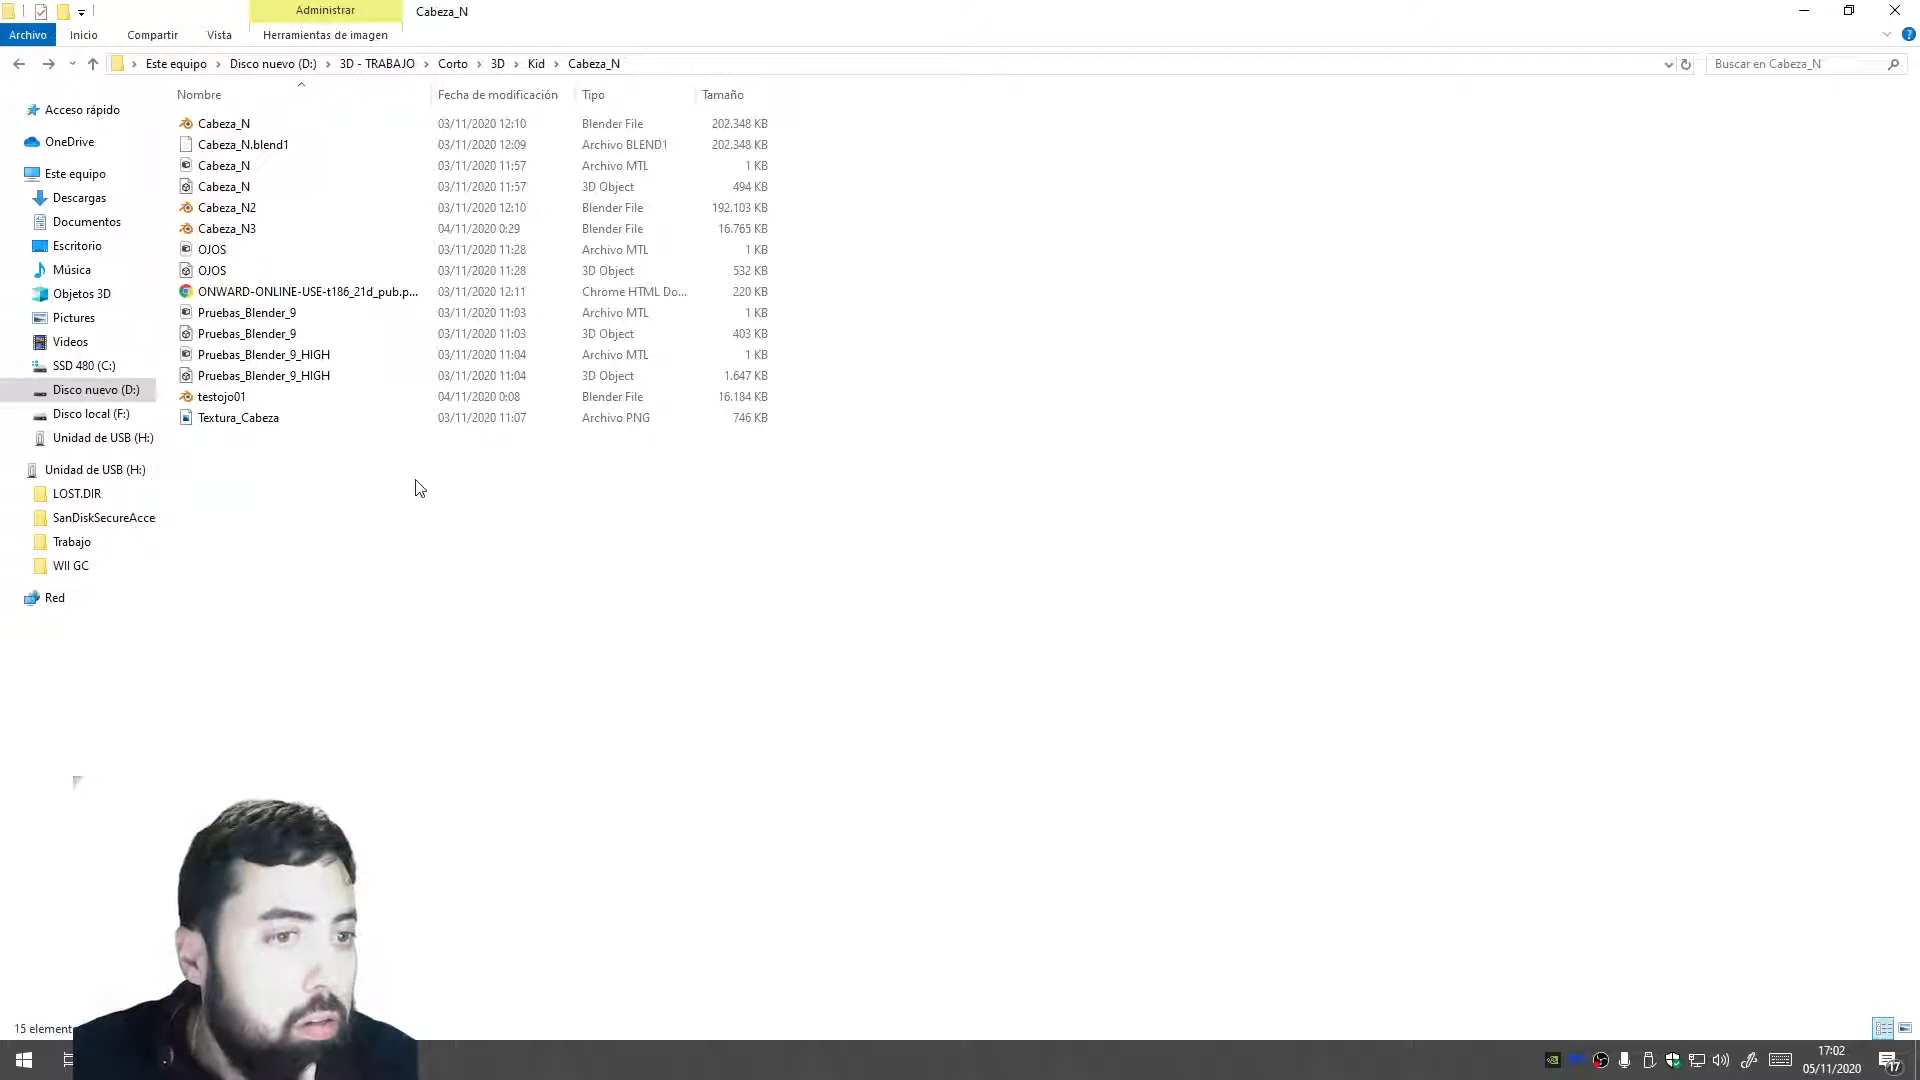 Administrar
Cabeza_N
Archivo
Inicio
Compartir
Vista
Herramientas de imagen
Este equipo
Disco nuevo (D:)
3D - TRABAJO
Corto
3D
Kid
Cabeza_N
Buscar en Cabeza_N
Nombre
Fecha de modificación
Tipo
Tamaño
Acceso rápido
OneDrive
Este equipo
Descargas
Documentos
Escritorio
Música
Objetos 3D
Pictures
Videos
SSD 480 (C:)
Disco nuevo (D:)
Disco local (F:)
Unidad de USB (H:)
Unidad de USB (H:)
LOST.DIR
SanDiskSecureAcce
Trabajo
WII GC
Red
Cabeza_N 03/11/2020 12:10 Blender File 202.348 KB
Cabeza_N.blend1 03/11/2020 12:09 Archivo BLEND1 202.348 KB
Cabeza_N 03/11/2020 11:57 Archivo MTL 1 KB
Cabeza_N 03/11/2020 11:57 3D Object 494 KB
Cabeza_N2 03/11/2020 12:10 Blender File 192.103 KB
Cabeza_N3 04/11/2020 0:29 Blender File 16.765 KB
OJOS 03/11/2020 11:28 Archivo MTL 1 KB
OJOS 03/11/2020 11:28 3D Object 532 KB
ONWARD-ONLINE-USE-t186_21d_pub.p... 03/11/2020 12:11 Chrome HTML Do... 220 KB
Pruebas_Blender_9 03/11/2020 11:03 Archivo MTL 1 KB
Pruebas_Blender_9 03/11/2020 11:03 3D Object 403 KB
Pruebas_Blender_9_HIGH 03/11/2020 11:04 Archivo MTL 1 KB
Pruebas_Blender_9_HIGH 03/11/2020 11:04 3D Object 1.647 KB
testojo01 04/11/2020 0:08 Blender File 16.184 KB
Textura_Cabeza 03/11/2020 11:07 Archivo PNG 746 KB
15 element
17:02
05/11/2020
17